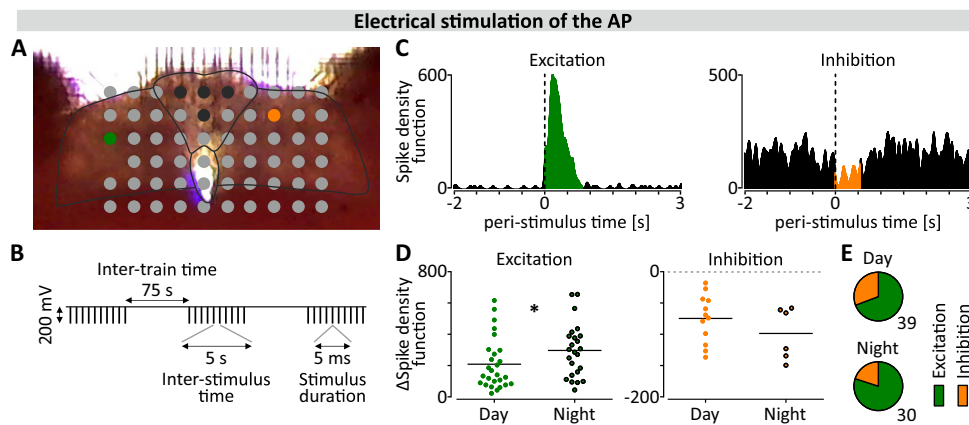 Electrical stimulation of the AP
A
B
Inter-train time
75 s
200 mV
5 s
5 ms
Inter-stimulus time
Stimulus duration
C
Excitation
Inhibition
Spike density function
600
0
-2
0
3
peri-stimulus time [s]
500
0
-2
0
3
peri-stimulus time [s]
D
Excitation
Inhibition
ΔSpike density function
800
0
*
Day
Night
0
-200
Day
Night
E
Day
39
Night
30
Excitation
Inhibition